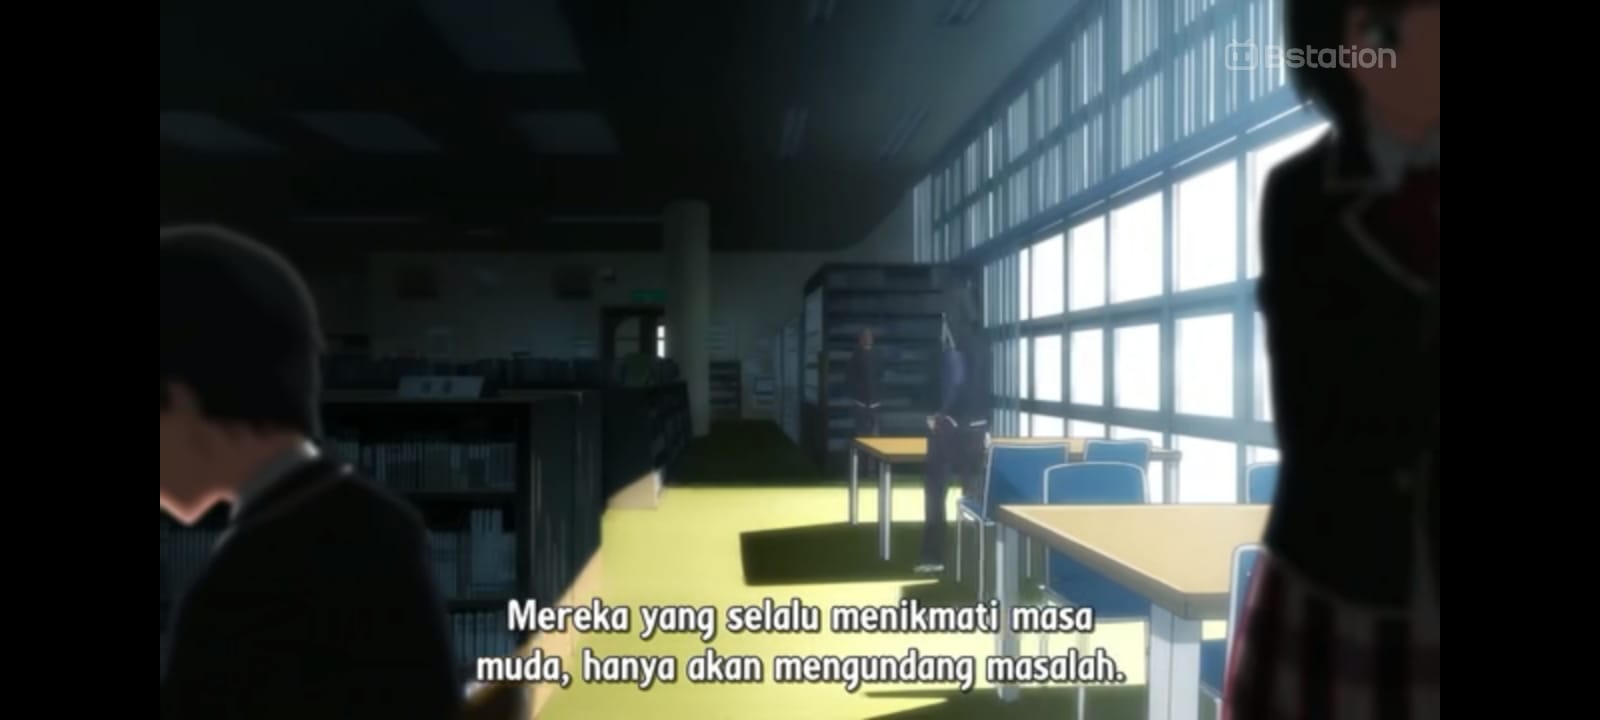 Bstation
Mereka yang selalu menikmati masa
muda, hanya akan mengundang masalah.